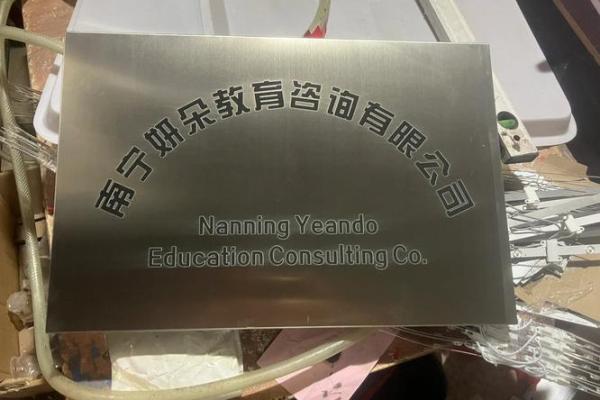 南宁妍朵教育咨询有限公司
Nanning Yeando
Education Consulting Co.